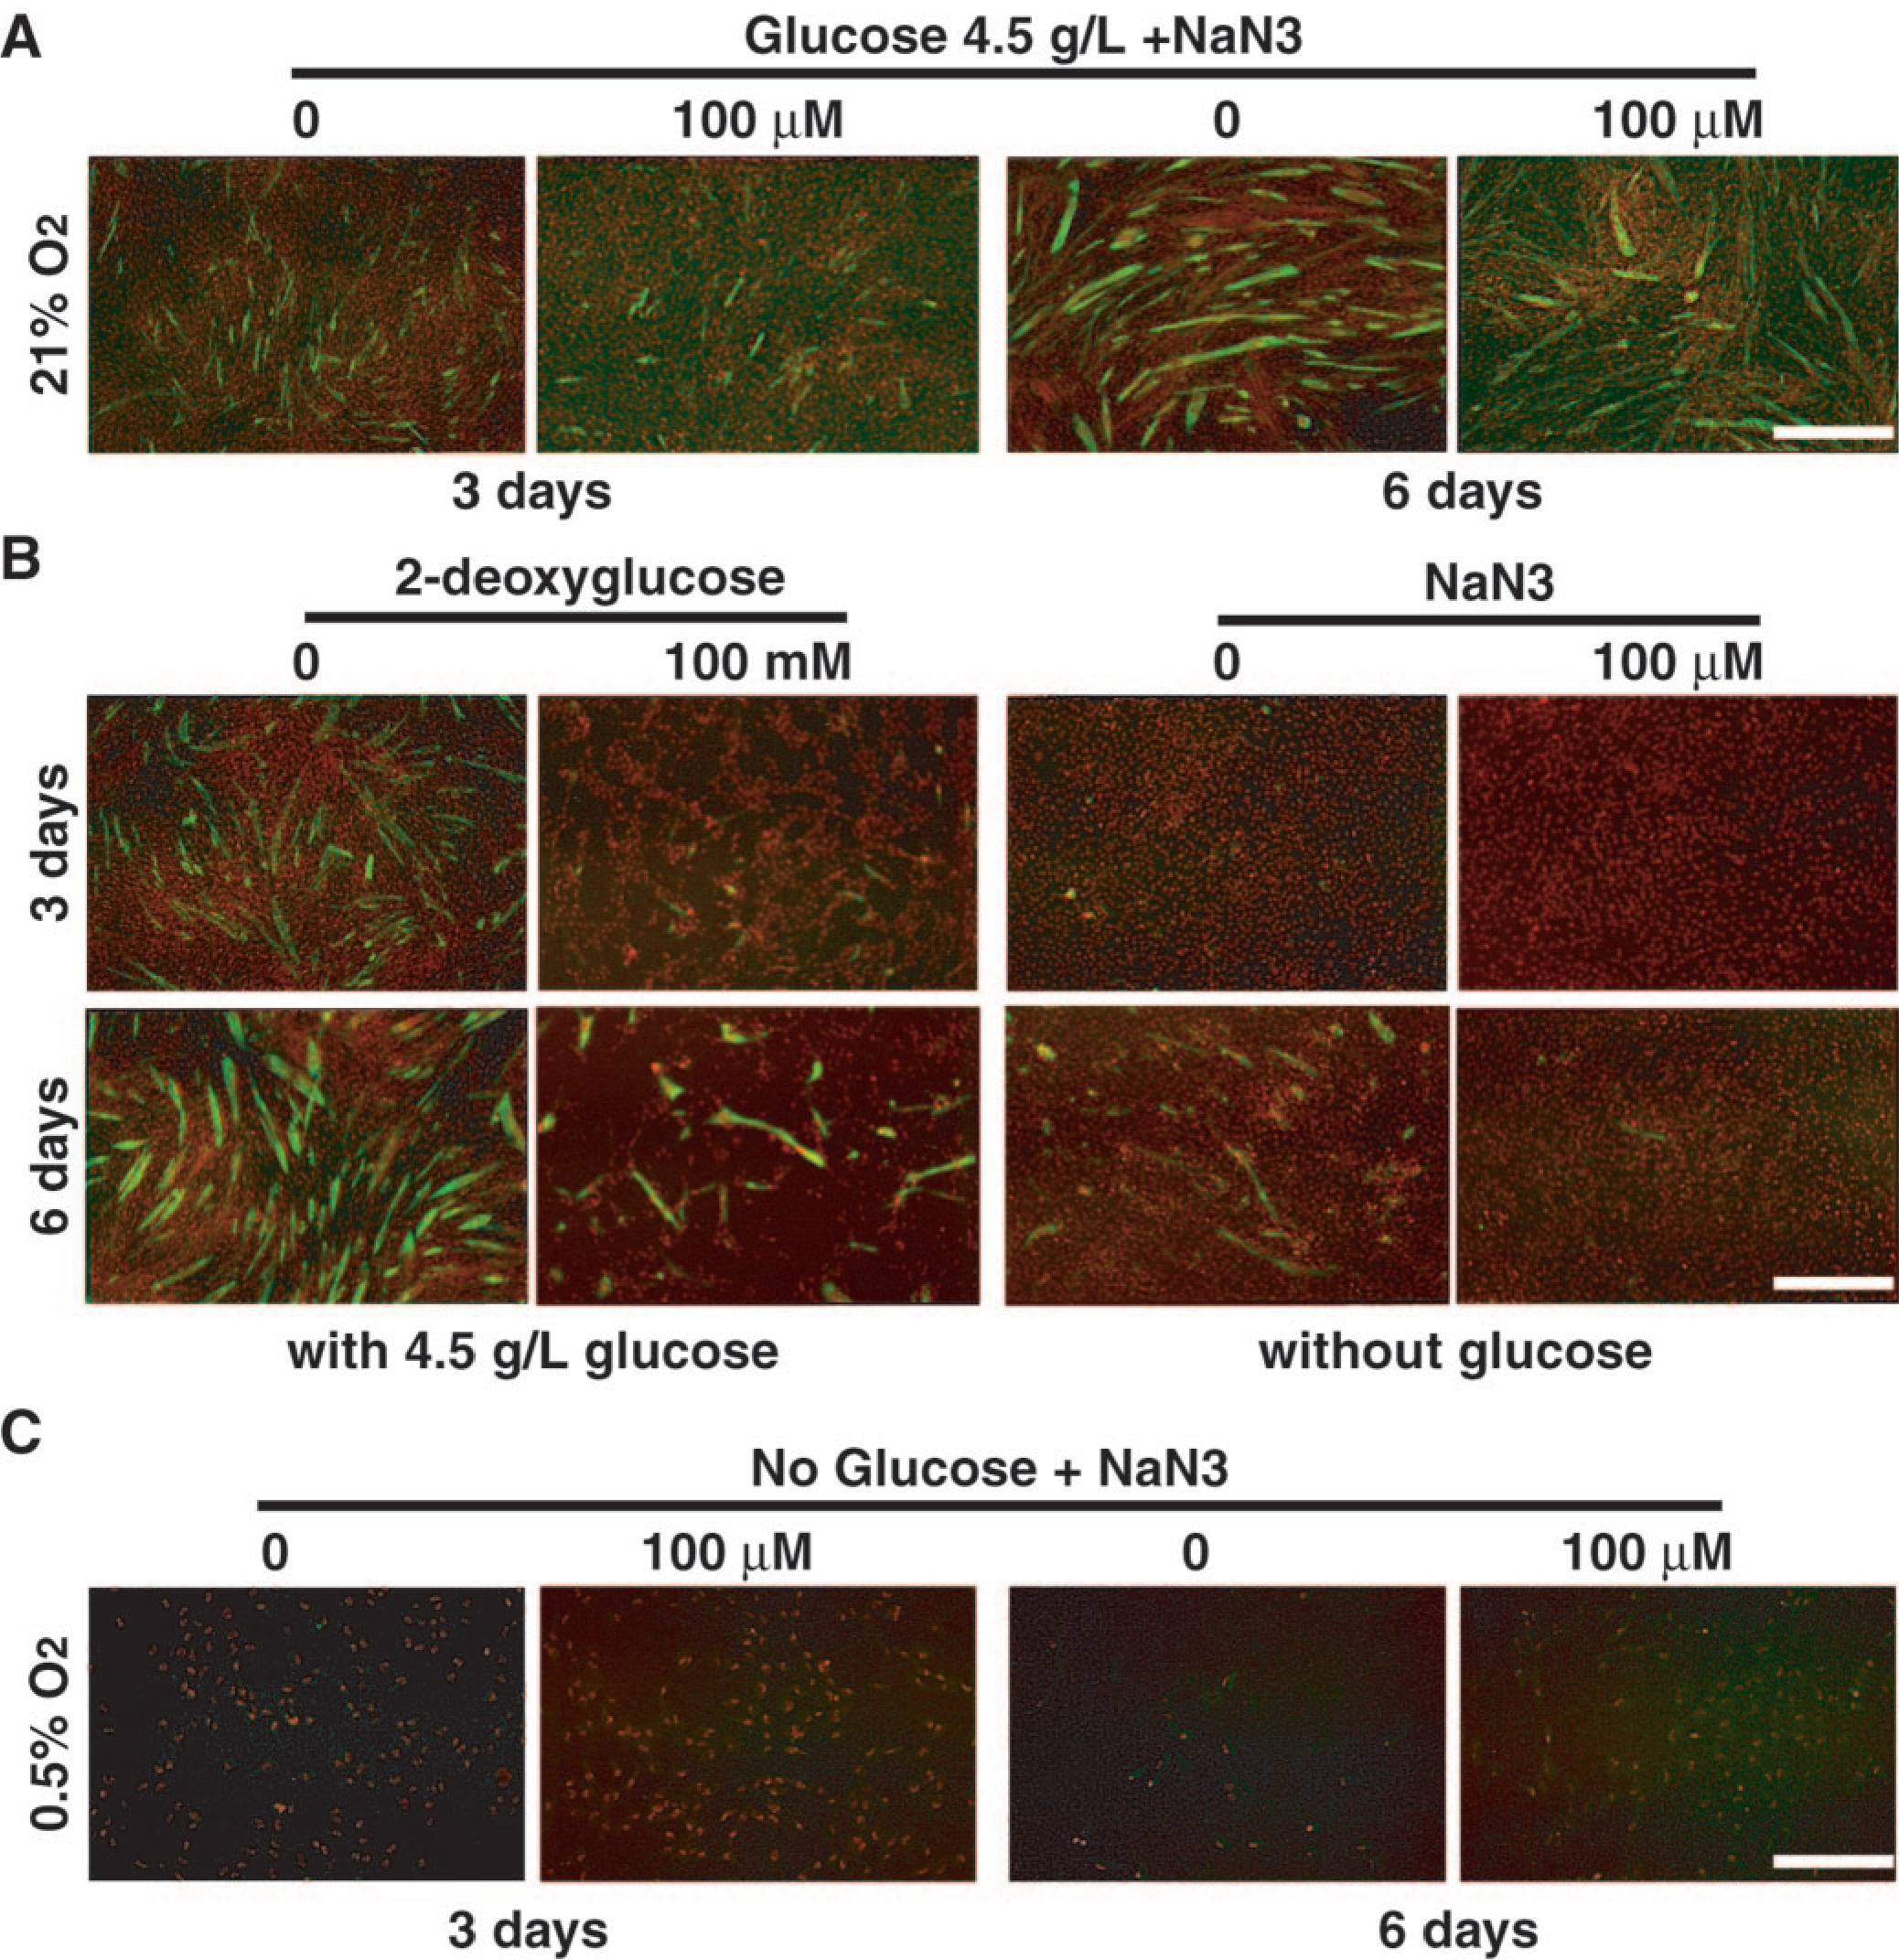 A
Glucose 4.5 g/L +NaN3
0 100 μM 0 100 μM
21% O2
3 days 6 days
B
2-deoxyglucose NaN3
0 100 mM 0 100 μM
3 days
6 days
with 4.5 g/L glucose without glucose
C
No Glucose + NaN3
0 100 μM 0 100 μM
0.5% O2
3 days 6 days